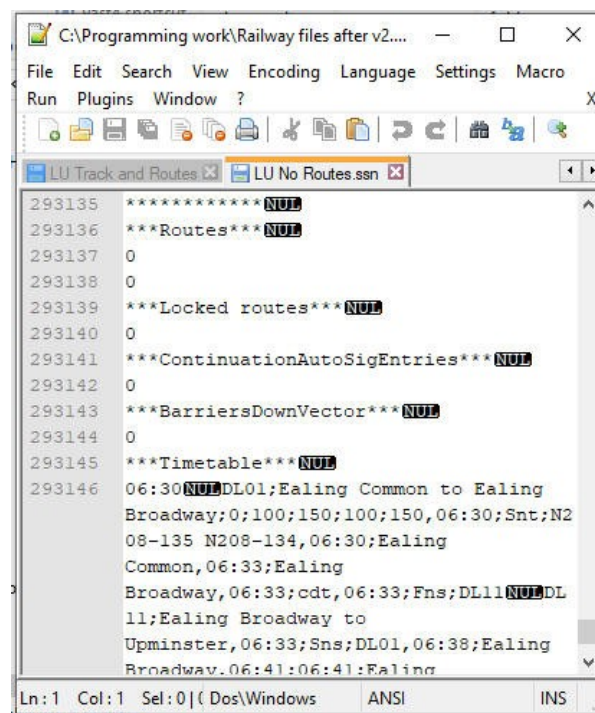 C:\Programming work\Railway files after v2....
File Edit Search View Encoding Language Settings Macro
Run Plugins Window ? X
LU Track and Routes LU No Routes.ssn
293135 ************NUL
293136 ***Routes***NUL
293137 0
293138 0
293139 ***Locked routes***NUL
293140 0
293141 ***ContinuationAutoSigEntries***NUL
293142 0
293143 ***BarriersDownVector***NUL
293144 0
293145 ***Timetable***NUL
293146 06:30NULDL01;Ealing Common to Ealing
Broadway;0;100;150;100;150,06:30;Snt;N2
08-135 N208-134,06:30;Ealing
Common,06:33;Ealing
Broadway,06:33;cdt,06:33;Fns;DL11NULDL
11;Ealing Broadway to
Upminster,06:33;Sns;DL01,06:38;Ealing
Broadway,06:41;06:41;Ealing
Ln:1 Col:1 Sel:0|( Dos\Windows ANSI INS